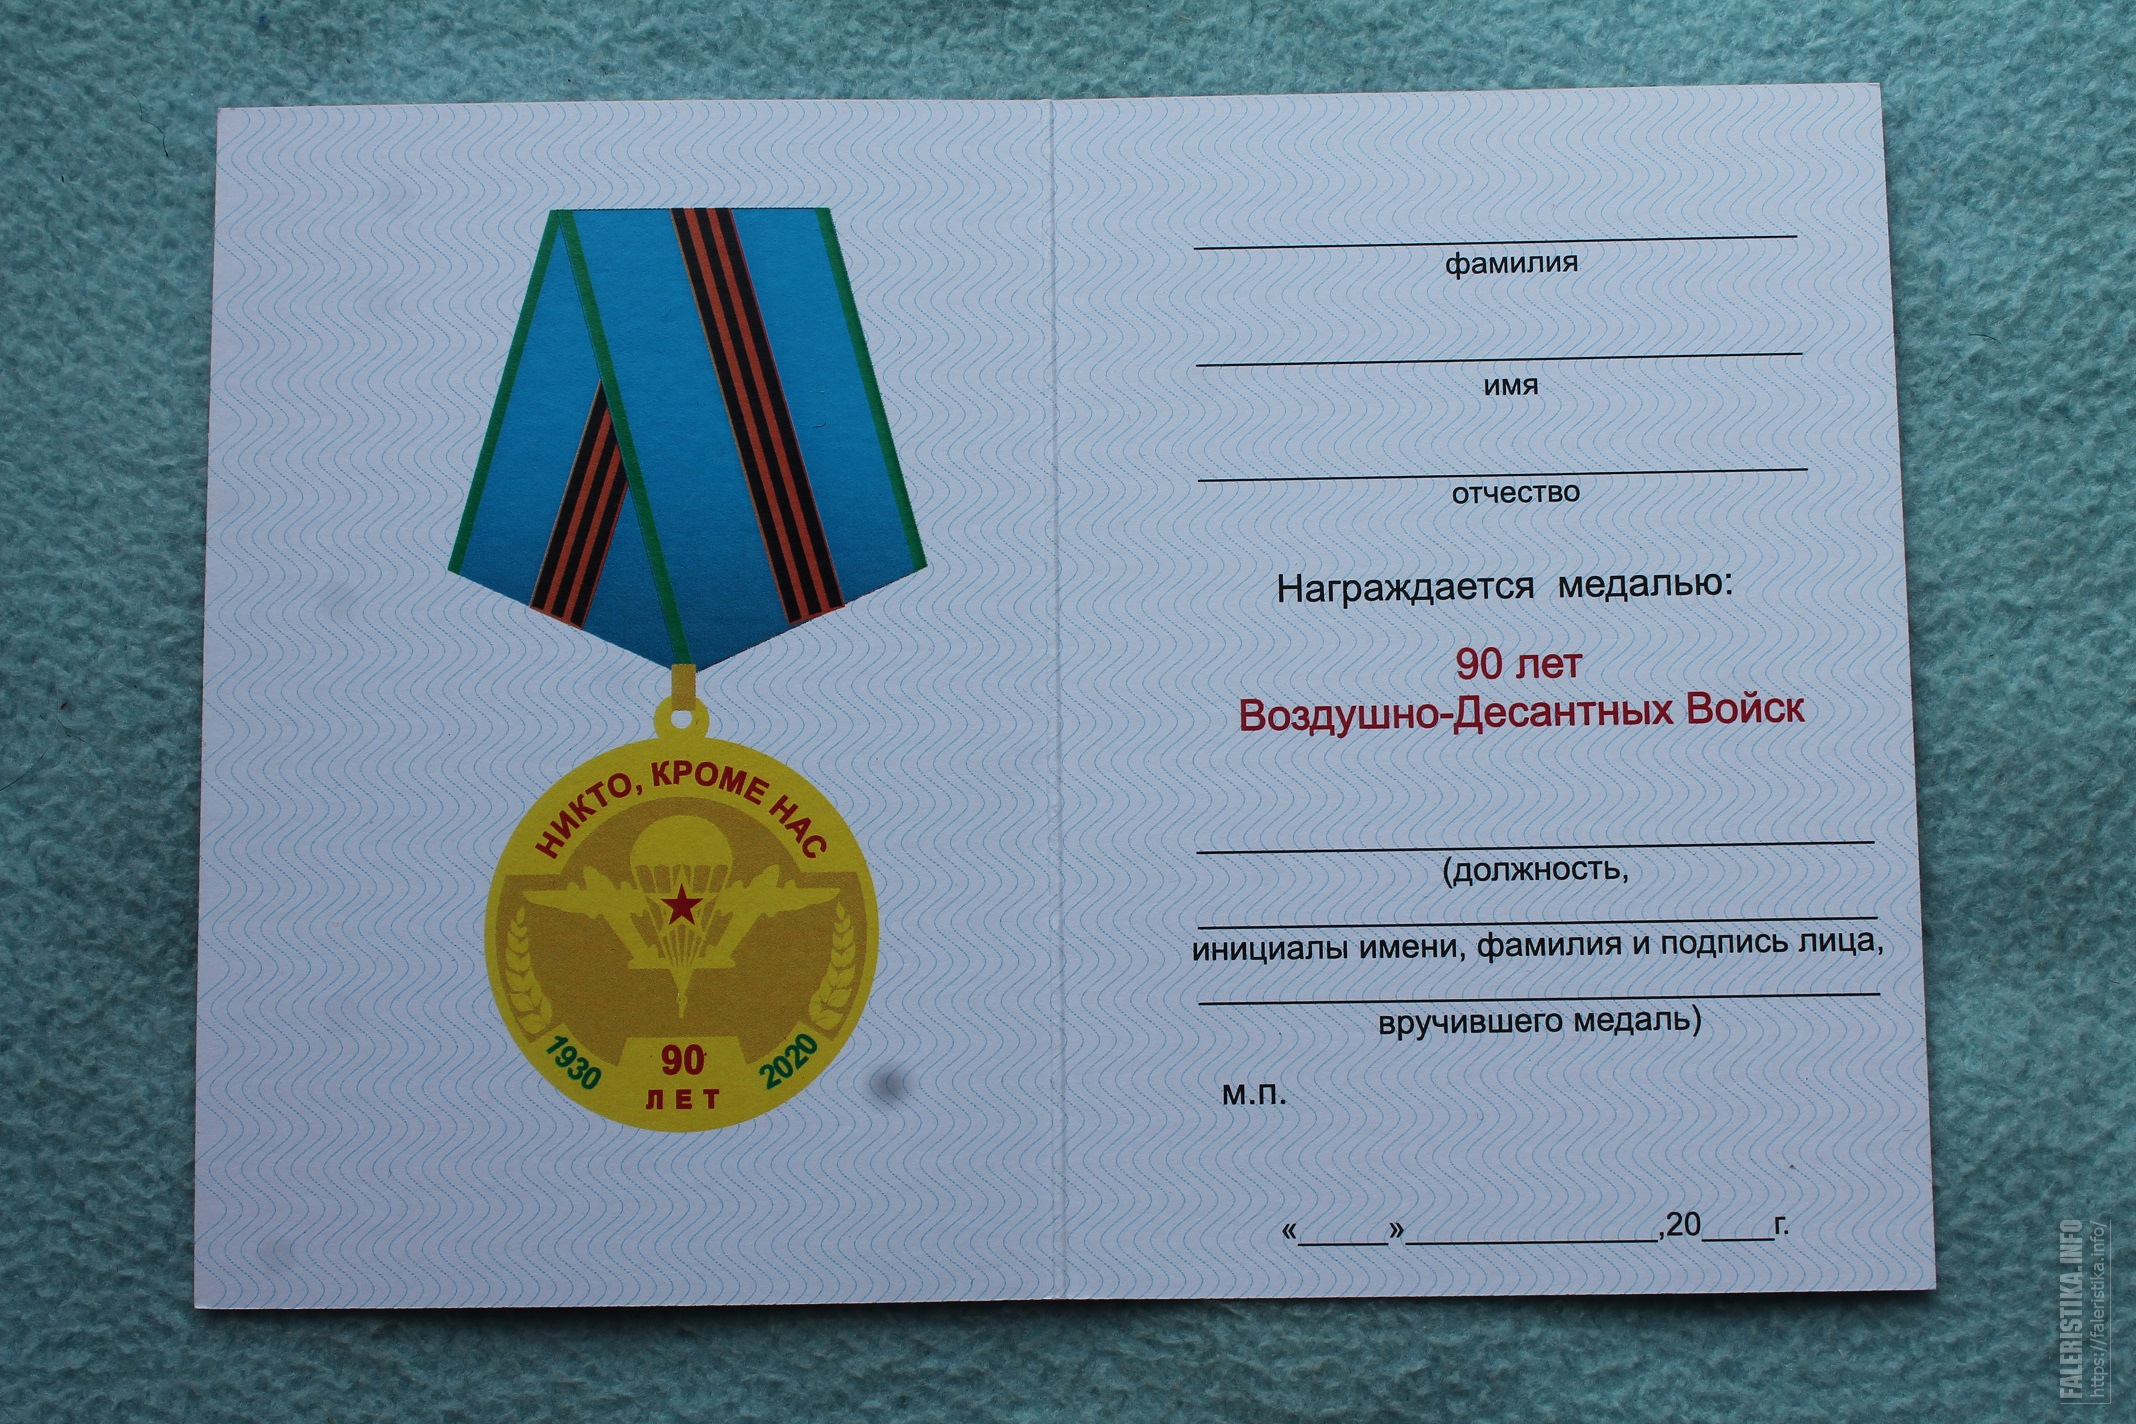 НИКТО, КРОМЕ НАС
1930
90
ЛЕТ
2020
фамилия
имя
отчество
Награждается медалью:
90 лет
Воздушно-Десантных Войск
(должность,
инициалы имени, фамилия и подпись лица,
вручившего медаль)
м.п.
«_____»______________,20____г.
FALERISTIKA.INFO
https://faleristika.info/